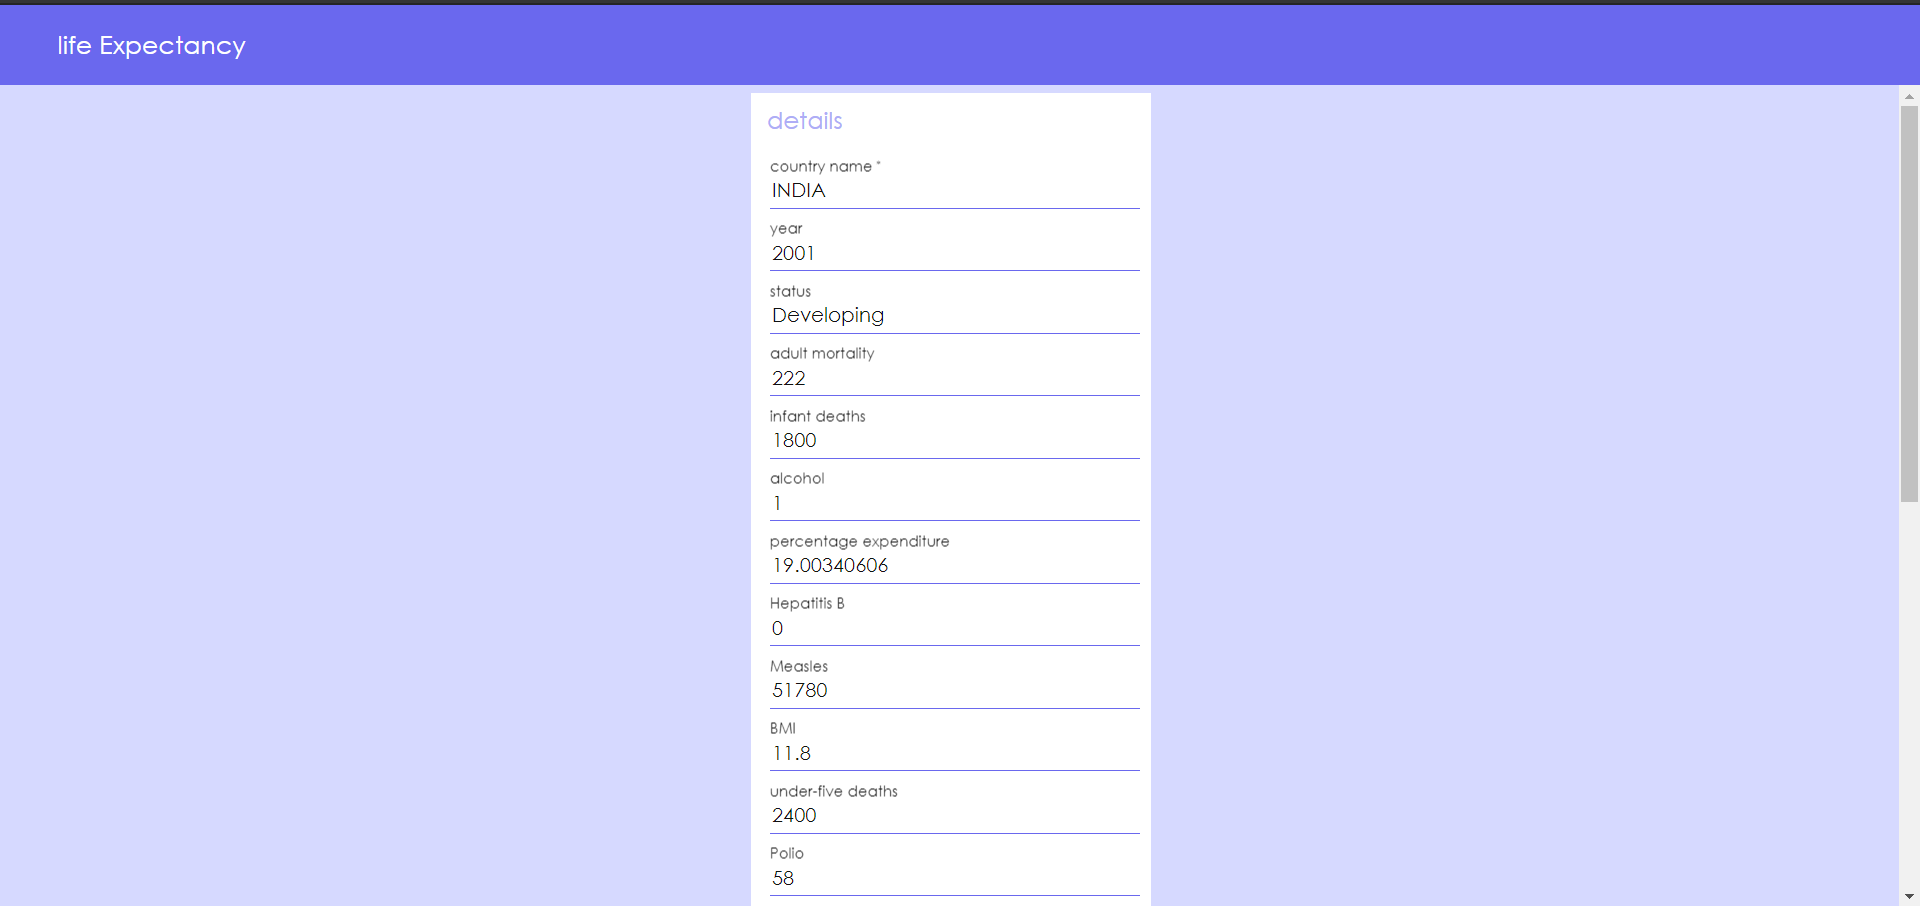 life Expectancy
details
country name *
INDIA
year
2001
status
Developing
adult mortality
222
infant deaths
1800
alcohol
1
percentage expenditure
19.00340606
Hepatitis B
0
Measles
51780
BMI
11.8
under-five deaths
2400
Polio
58